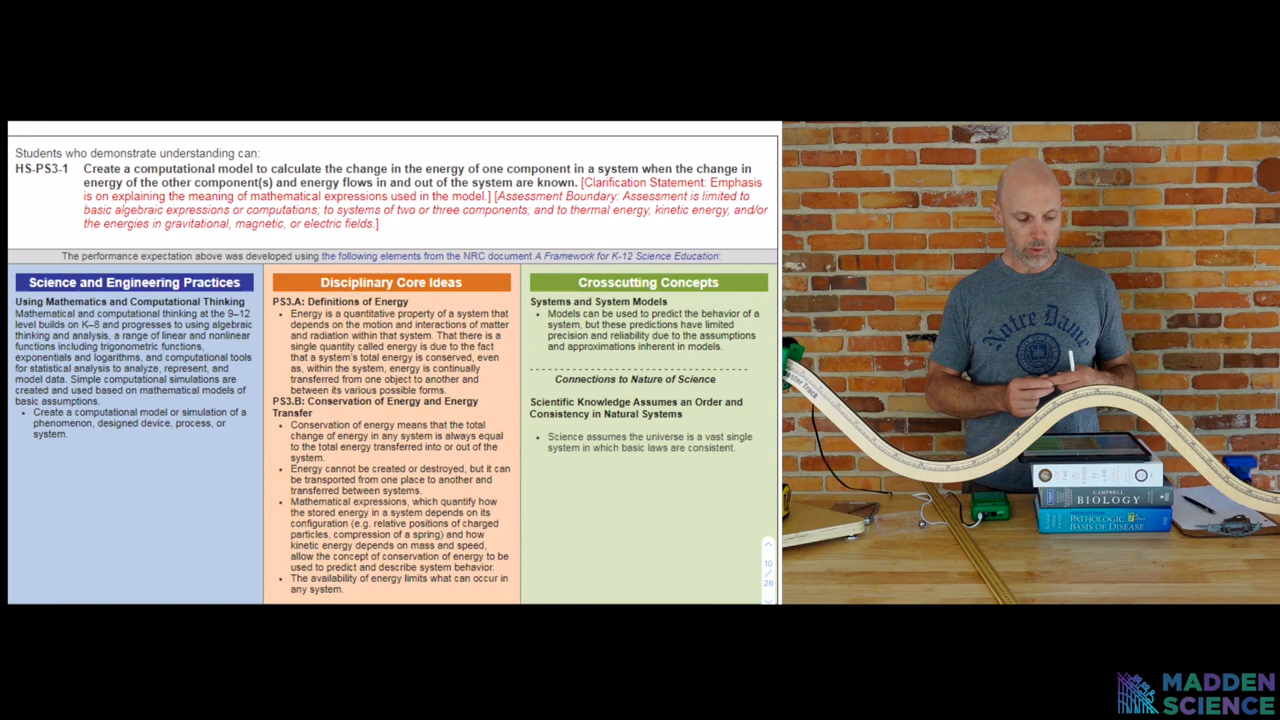 Students who demonstrate understanding can:
HS-PS3-1 Create a computational model to calculate the change in the energy of one component in a system when the change in
energy of the other component(s) and energy flows in and out of the system are known. [Clarification Statement: Emphasis
is on explaining the meaning of mathematical expressions used in the model.] [Assessment Boundary: Assessment is limited to
basic algebraic expressions or computations; to systems of two or three components; and to thermal energy, kinetic energy, and/or
the energies in gravitational, magnetic, or electric fields.]
The performance expectation above was developed using the following elements from the NRC document A Framework for K-12 Science Education:
Science and Engineering Practices
Using Mathematics and Computational Thinking
Mathematical and computational thinking at the 9–12
level builds on K–8 and progresses to using algebraic
thinking and analysis, a range of linear and nonlinear
functions including trigonometric functions,
exponentials and logarithms, and computational tools
for statistical analysis to analyze, represent, and
model data. Simple computational simulations are
created and used based on mathematical models of
basic assumptions.
• Create a computational model or simulation of a
phenomenon, designed device, process, or
system.
Disciplinary Core Ideas
PS3.A: Definitions of Energy
• Energy is a quantitative property of a system that
depends on the motion and interactions of matter
and radiation within that system. That there is a
single quantity called energy is due to the fact
that a system's total energy is conserved, even
as, within the system, energy is continually
transferred from one object to another and
between its various possible forms.
PS3.B: Conservation of Energy and Energy
Transfer
• Conservation of energy means that the total
change of energy in any system is always equal
to the total energy transferred into or out of the
system.
• Energy cannot be created or destroyed, but it can
be transported from one place to another and
transferred between systems.
• Mathematical expressions, which quantify how
the stored energy in a system depends on its
configuration (e.g. relative positions of charged
particles, compression of a spring) and how
kinetic energy depends on mass and speed,
allow the concept of conservation of energy to be
used to predict and describe system behavior.
• The availability of energy limits what can occur in
any system.
Crosscutting Concepts
Systems and System Models
• Models can be used to predict the behavior of a
system, but these predictions have limited
precision and reliability due to the assumptions
and approximations inherent in models.
Connections to Nature of Science
Scientific Knowledge Assumes an Order and
Consistency in Natural Systems
• Science assumes the universe is a vast single
system in which basic laws are consistent.
10
/
26
Notre Dame
Track
THE
LAB
CAMPBELL
BIOLOGY
PATHOLOGIC
BASIS OF DISEASE
MADDEN
SCIENCE